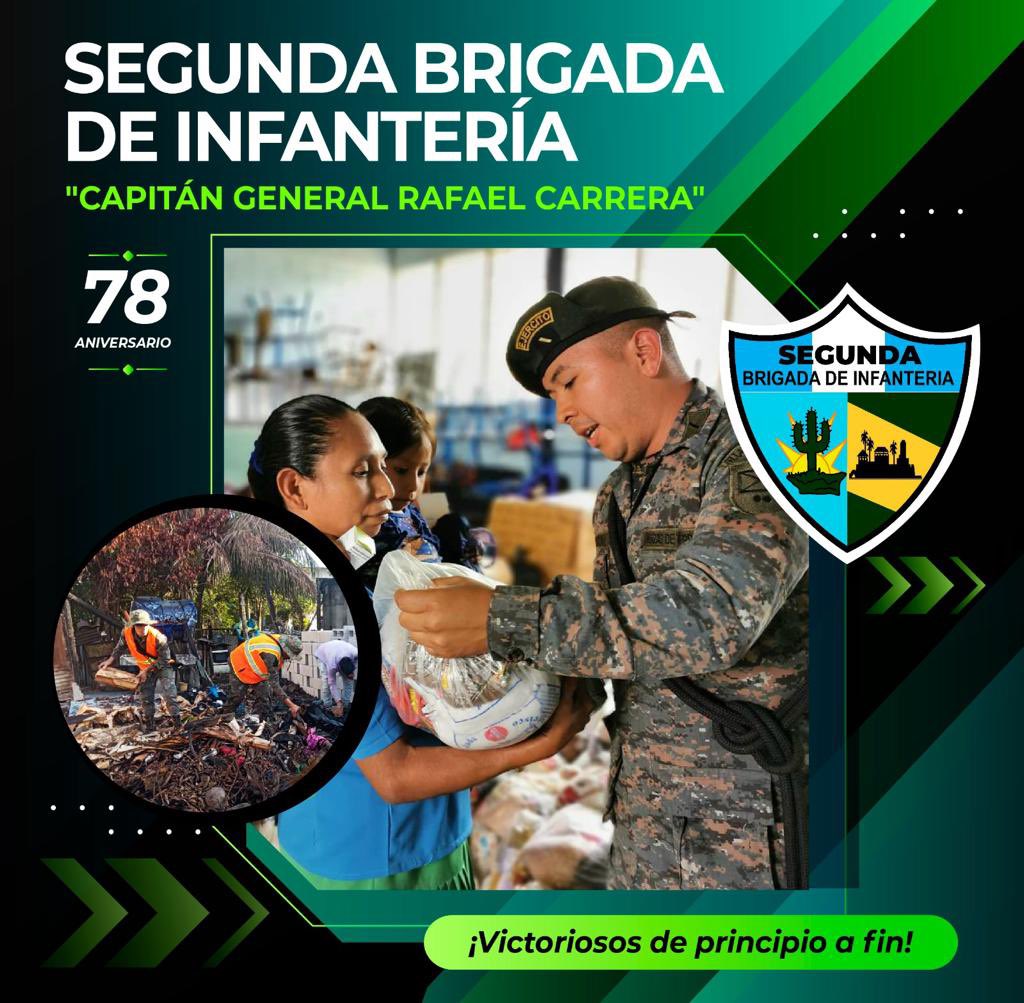 SEGUNDA BRIGADA
DE INFANTERÍA
"CAPITÁN GENERAL RAFAEL CARRERA"
78
ANIVERSARIO
EJERCITO
SEGUNDA
BRIGADA DE INFANTERIA
¡Victoriosos de principio a fin!